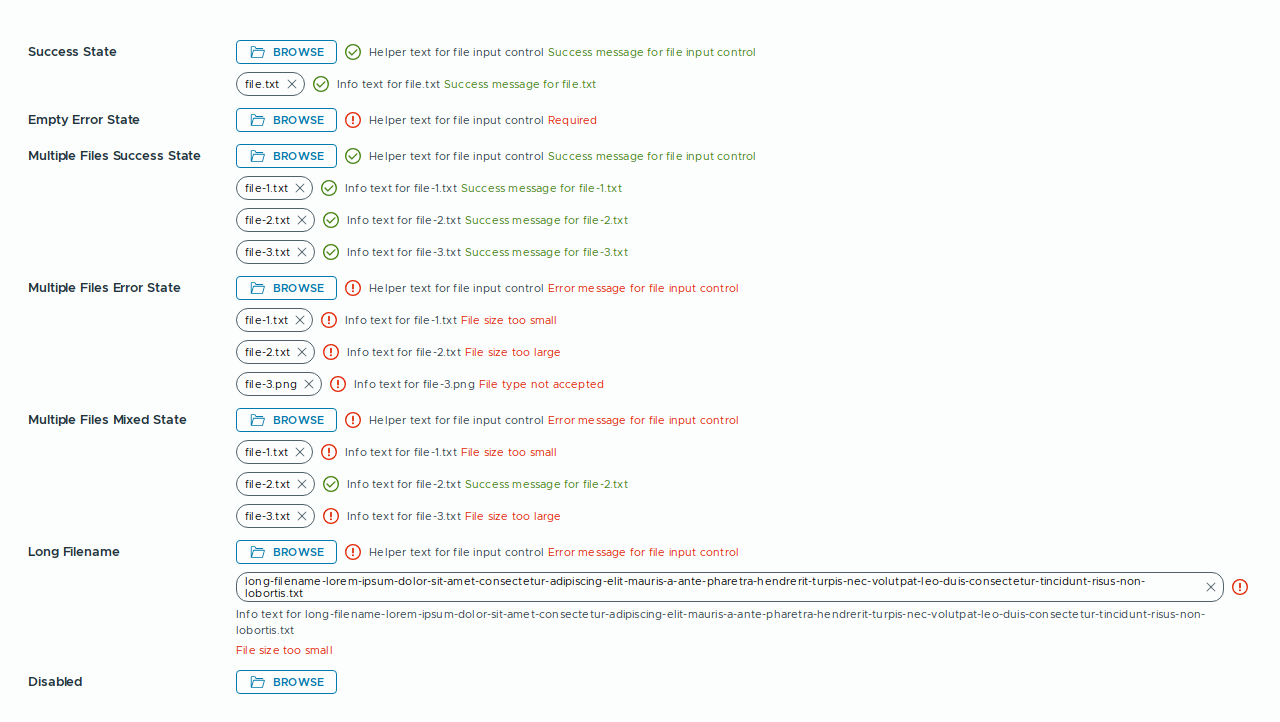 Success State BROWSE Helper text for file input control Success message for file input control
file.txt Info text for file.txt Success message for file.txt
Empty Error State BROWSE Helper text for file input control Required
Multiple Files Success State BROWSE Helper text for file input control Success message for file input control
file-1.txt Info text for file-1.txt Success message for file-1.txt
file-2.txt Info text for file-2.txt Success message for file-2.txt
file-3.txt Info text for file-3.txt Success message for file-3.txt
Multiple Files Error State BROWSE Helper text for file input control Error message for file input control
file-1.txt Info text for file-1.txt File size too small
file-2.txt Info text for file-2.txt File size too large
file-3.png Info text for file-3.png File type not accepted
Multiple Files Mixed State BROWSE Helper text for file input control Error message for file input control
file-1.txt Info text for file-1.txt File size too small
file-2.txt Info text for file-2.txt Success message for file-2.txt
file-3.txt Info text for file-3.txt File size too large
Long Filename BROWSE Helper text for file input control Error message for file input control
long-filename-lorem-ipsum-dolor-sit-amet-consectetur-adipiscing-elit-mauris-a-ante-pharetra-hendrerit-turpis-nec-volutpat-leo-duis-consectetur-tincidunt-risus-non-
lobortis.txt
Info text for long-filename-lorem-ipsum-dolor-sit-amet-consectetur-adipiscing-elit-mauris-a-ante-pharetra-hendrerit-turpis-nec-volutpat-leo-duis-consectetur-tincidunt-risus-non-
lobortis.txt
File size too small
Disabled BROWSE